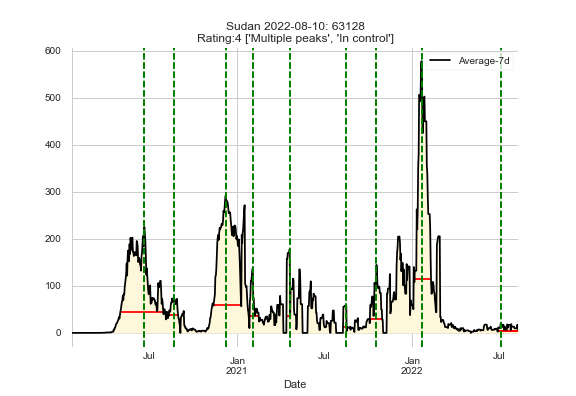 Sudan 2022-08-10: 63128
Rating:4 ['Multiple peaks', 'In control']
Average-7d
600
500
400
300
200
100
0
Jul
Jan
2021
Jul
Jan
2022
Jul
Date